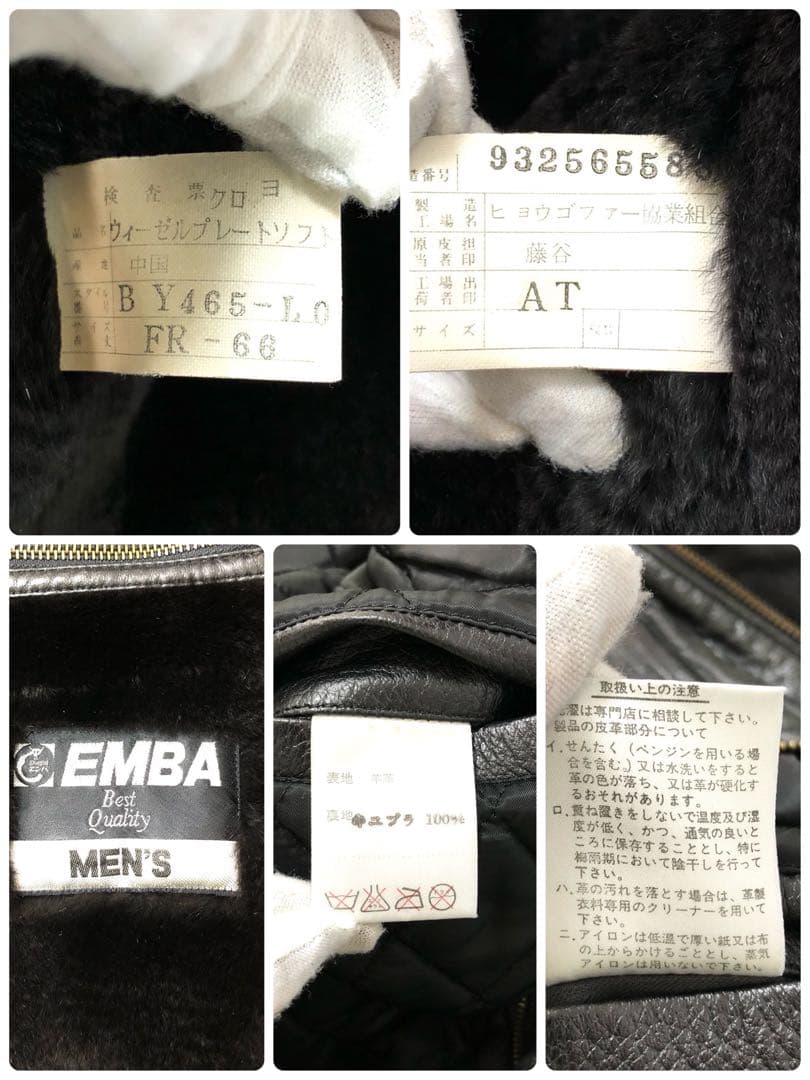 検査票クロヨ
品名 ウィーゼルプレートソフト
産地 中国
BY465-L0
FR-66
造番号 932565585
製造工場名 ヒョウゴファー協業組合
原皮担当者印 藤谷
工場出荷者印 AT
サイズ
EMBA
Best
Quality
MEN'S
表地 羊革
裏地 キュプラ 100%
取扱い上の注意
洗濯は専門店に相談して下さい。
製品の皮革部分について
イ.せんたく（ベンジンを用いる場
合を含む。）又は水洗いをすると
革の色が落ち、又は革が硬化す
るおそれがあります。
ロ.重ね置きをしないで温度及び湿
度が低く、かつ、通気の良いと
ころに保存することとし、特に
梅雨期において陰干しを行って
下さい。
ハ.革の汚れを落とす場合は、革製
衣料専用のクリーナーを用いて
下さい。
ニ.アイロンは低温で厚い紙又は布
の上からかけることとし、蒸気
アイロンは用いないで下さい。